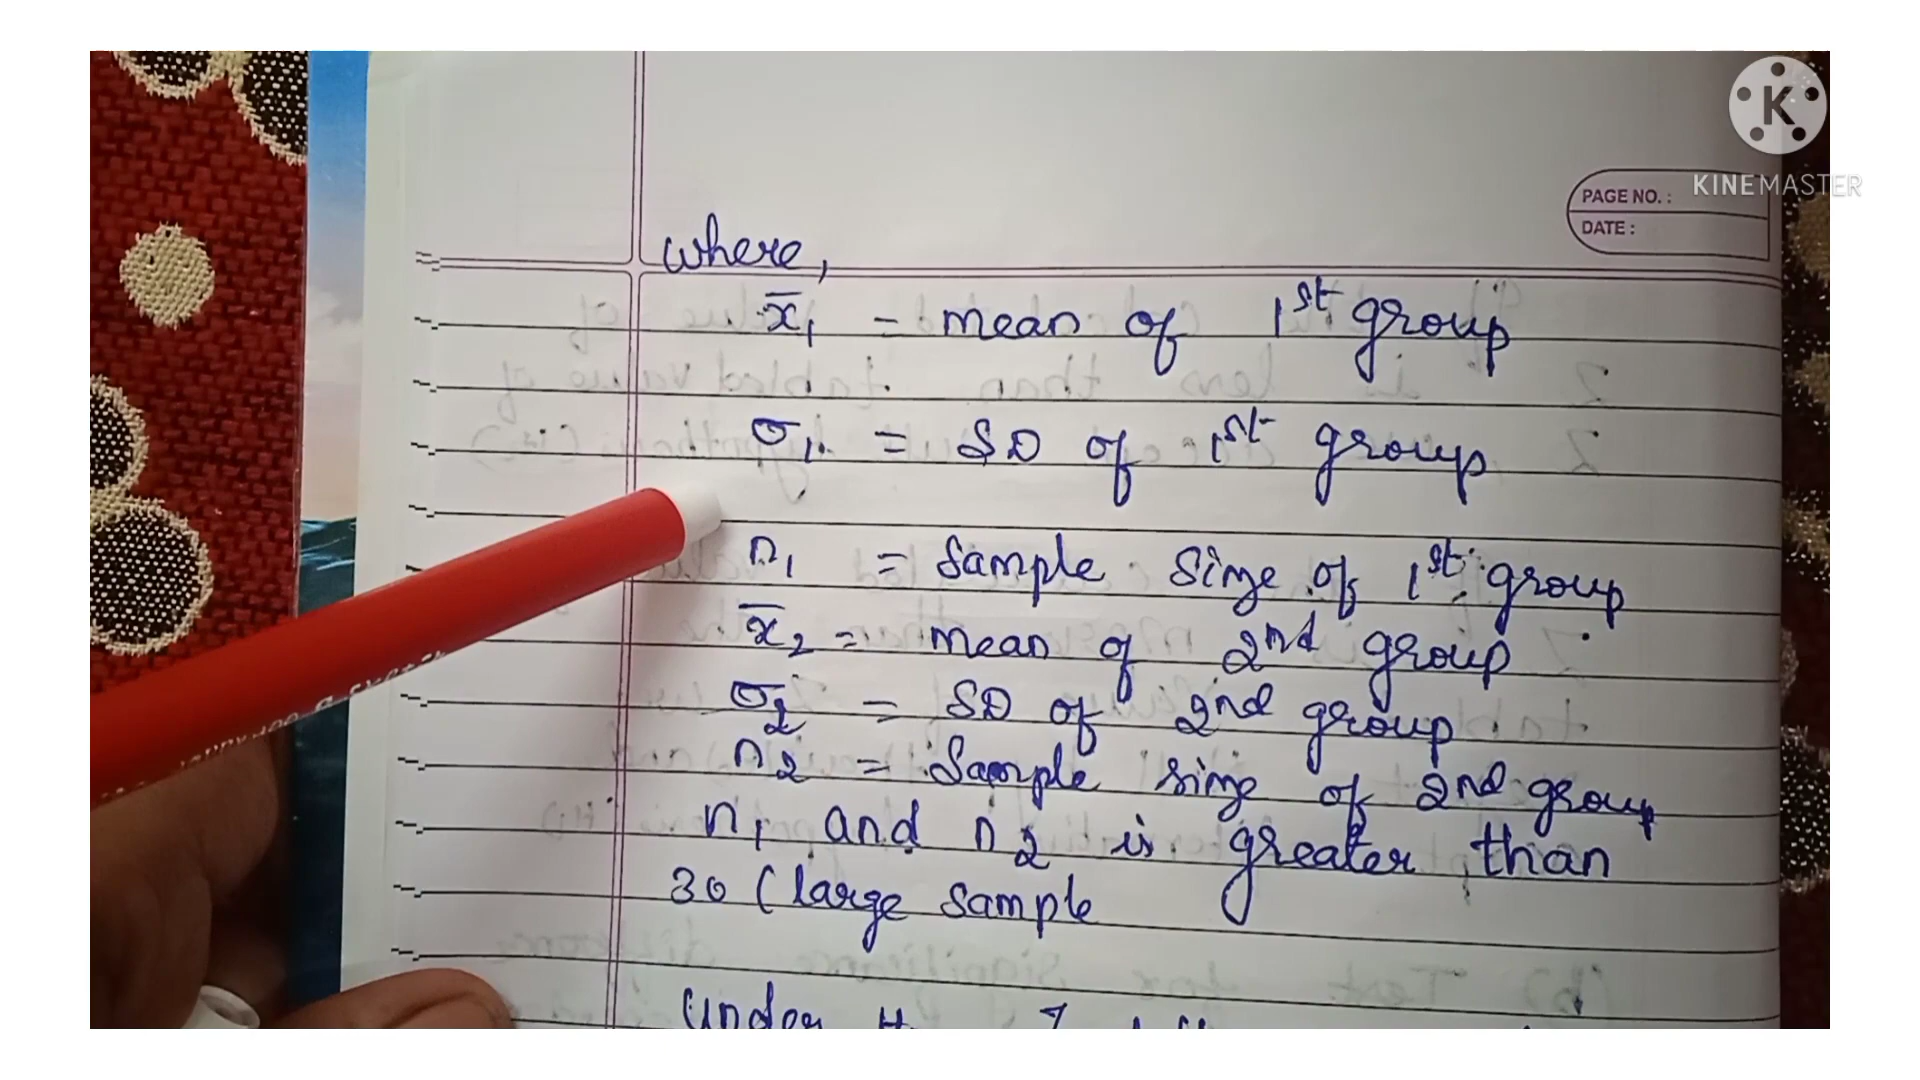 KINEMASTER
PAGE NO. :
DATE :
where,
x̄₁ = mean of 1st group
σ₁ = SD of 1st group
n₁ = Sample size of 1st group
x̄₂ = mean of 2nd group
σ₂ = SD of 2nd group
n₂ = Sample size of 2nd group
n₁ and n₂ is greater than
30 (large sample
under